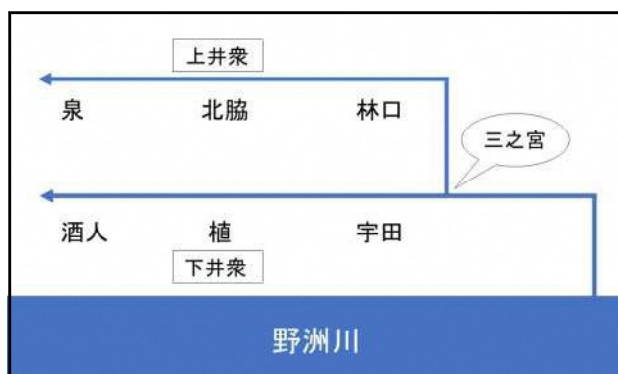 上井衆
泉 北脇 林口
三之宮
酒人 植 宇田
下井衆
野洲川